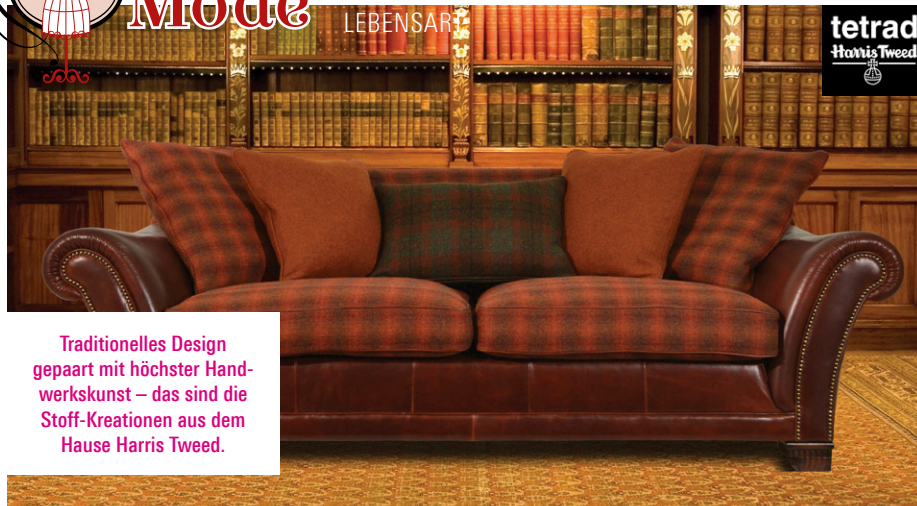 Mode
LEBENSART
tetrad
Harris Tweed
Traditionelles Design
gepaart mit höchster Hand-
werkskunst – das sind die
Stoff-Kreationen aus dem
Hause Harris Tweed.